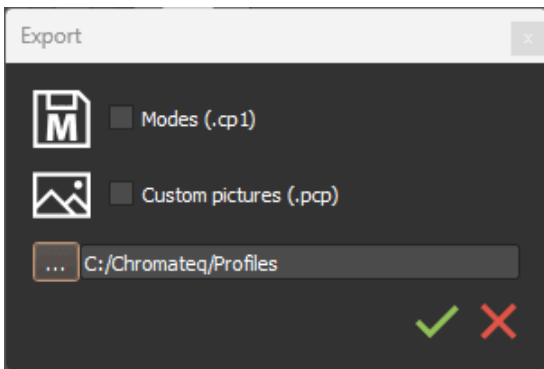 Export
x
M
Modes (.cp1)
Custom pictures (.pcp)
... C:/Chromateq/Profiles